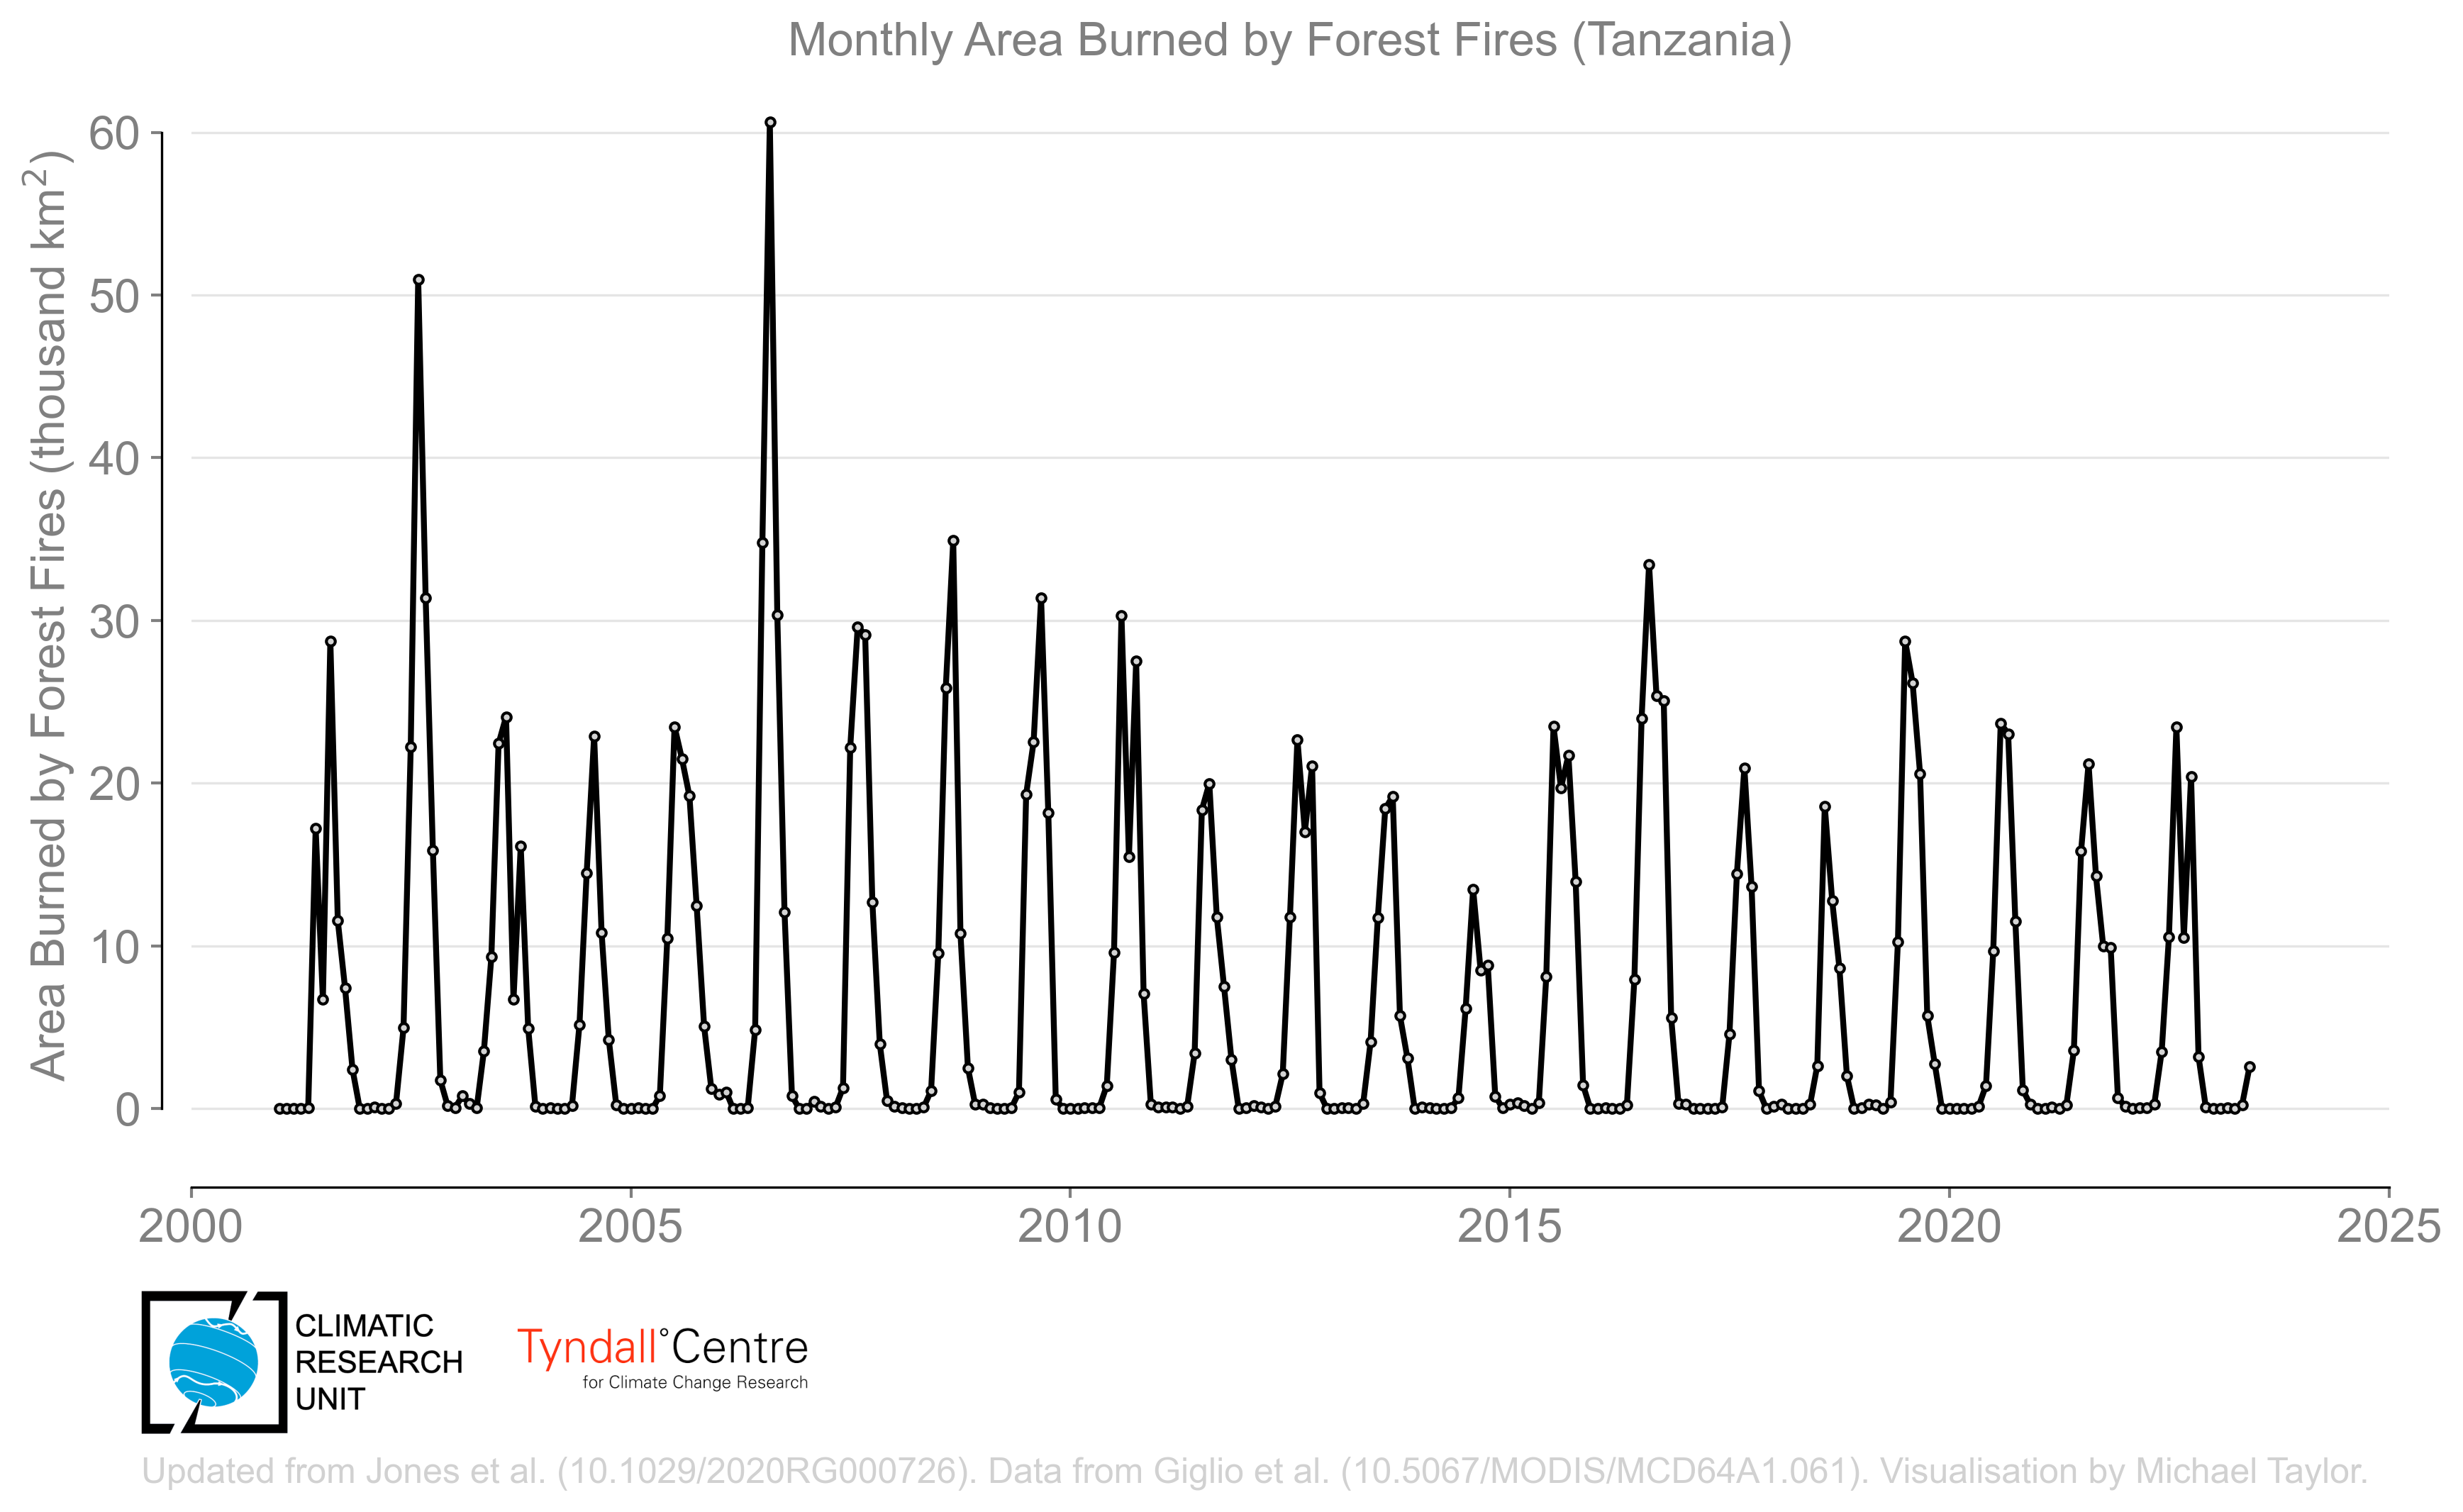 Monthly Area Burned by Forest Fires (Tanzania)
Area Burned by Forest Fires (thousand km²)
60
50
40
30
20
10
0
2000 2005 2010 2015 2020 2025
CLIMATIC
RESEARCH
UNIT
Tyndall°Centre
for Climate Change Research
Updated from Jones et al. (10.1029/2020RG000726). Data from Giglio et al. (10.5067/MODIS/MCD64A1.061). Visualisation by Michael Taylor.